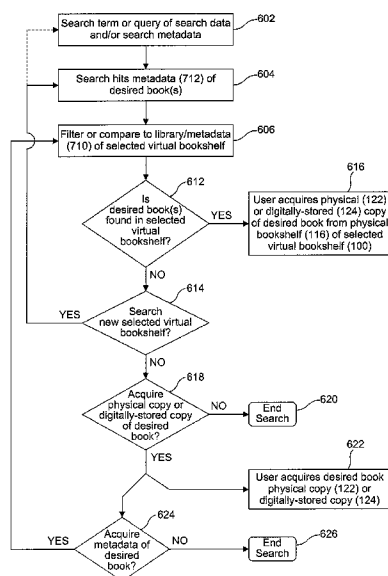 Search term or query of search data
and/or search metadata
602
Search hits metadata (712) of
desired book(s)
604
Filter or compare to library/metadata
(710) of selected virtual bookshelf
606
612
Is
desired book(s)
found in selected
virtual bookshelf?
YES
616
User acquires physical (122)
or digitally-stored (124) copy
of desired book from physical
bookshelf (116) of selected
virtual bookshelf (100)
NO
614
YES
Search
new selected virtual
bookshelf?
NO
618
Acquire
physical copy or
digitally-stored copy
of desired
book?
NO
620
End
Search
YES
622
User acquires desired book
physical copy (122) or
digitally-stored copy (124)
624
YES
Acquire
metadata of
desired
book?
NO
626
End
Search